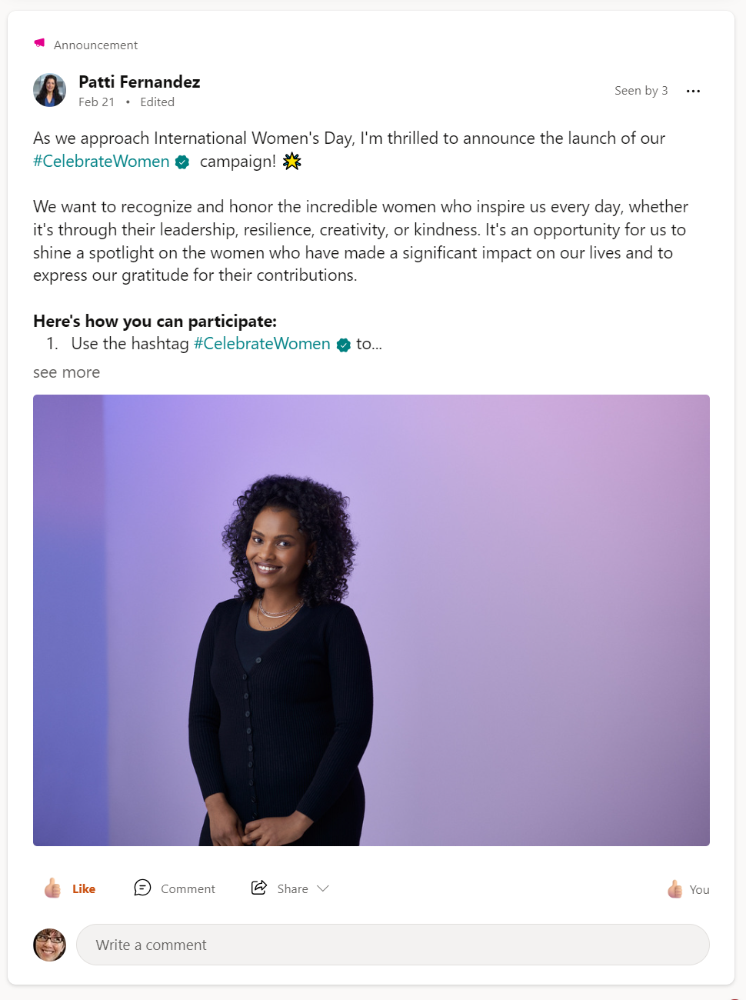 Announcement
Patti Fernandez
Feb 21 • Edited
Seen by 3
As we approach International Women's Day, I'm thrilled to announce the launch of our
#CelebrateWomen campaign! 🌟
We want to recognize and honor the incredible women who inspire us every day, whether
it's through their leadership, resilience, creativity, or kindness. It's an opportunity for us to
shine a spotlight on the women who have made a significant impact on our lives and to
express our gratitude for their contributions.
Here's how you can participate:
1. Use the hashtag #CelebrateWomen to...
see more
Like
Comment
Share
You
Write a comment